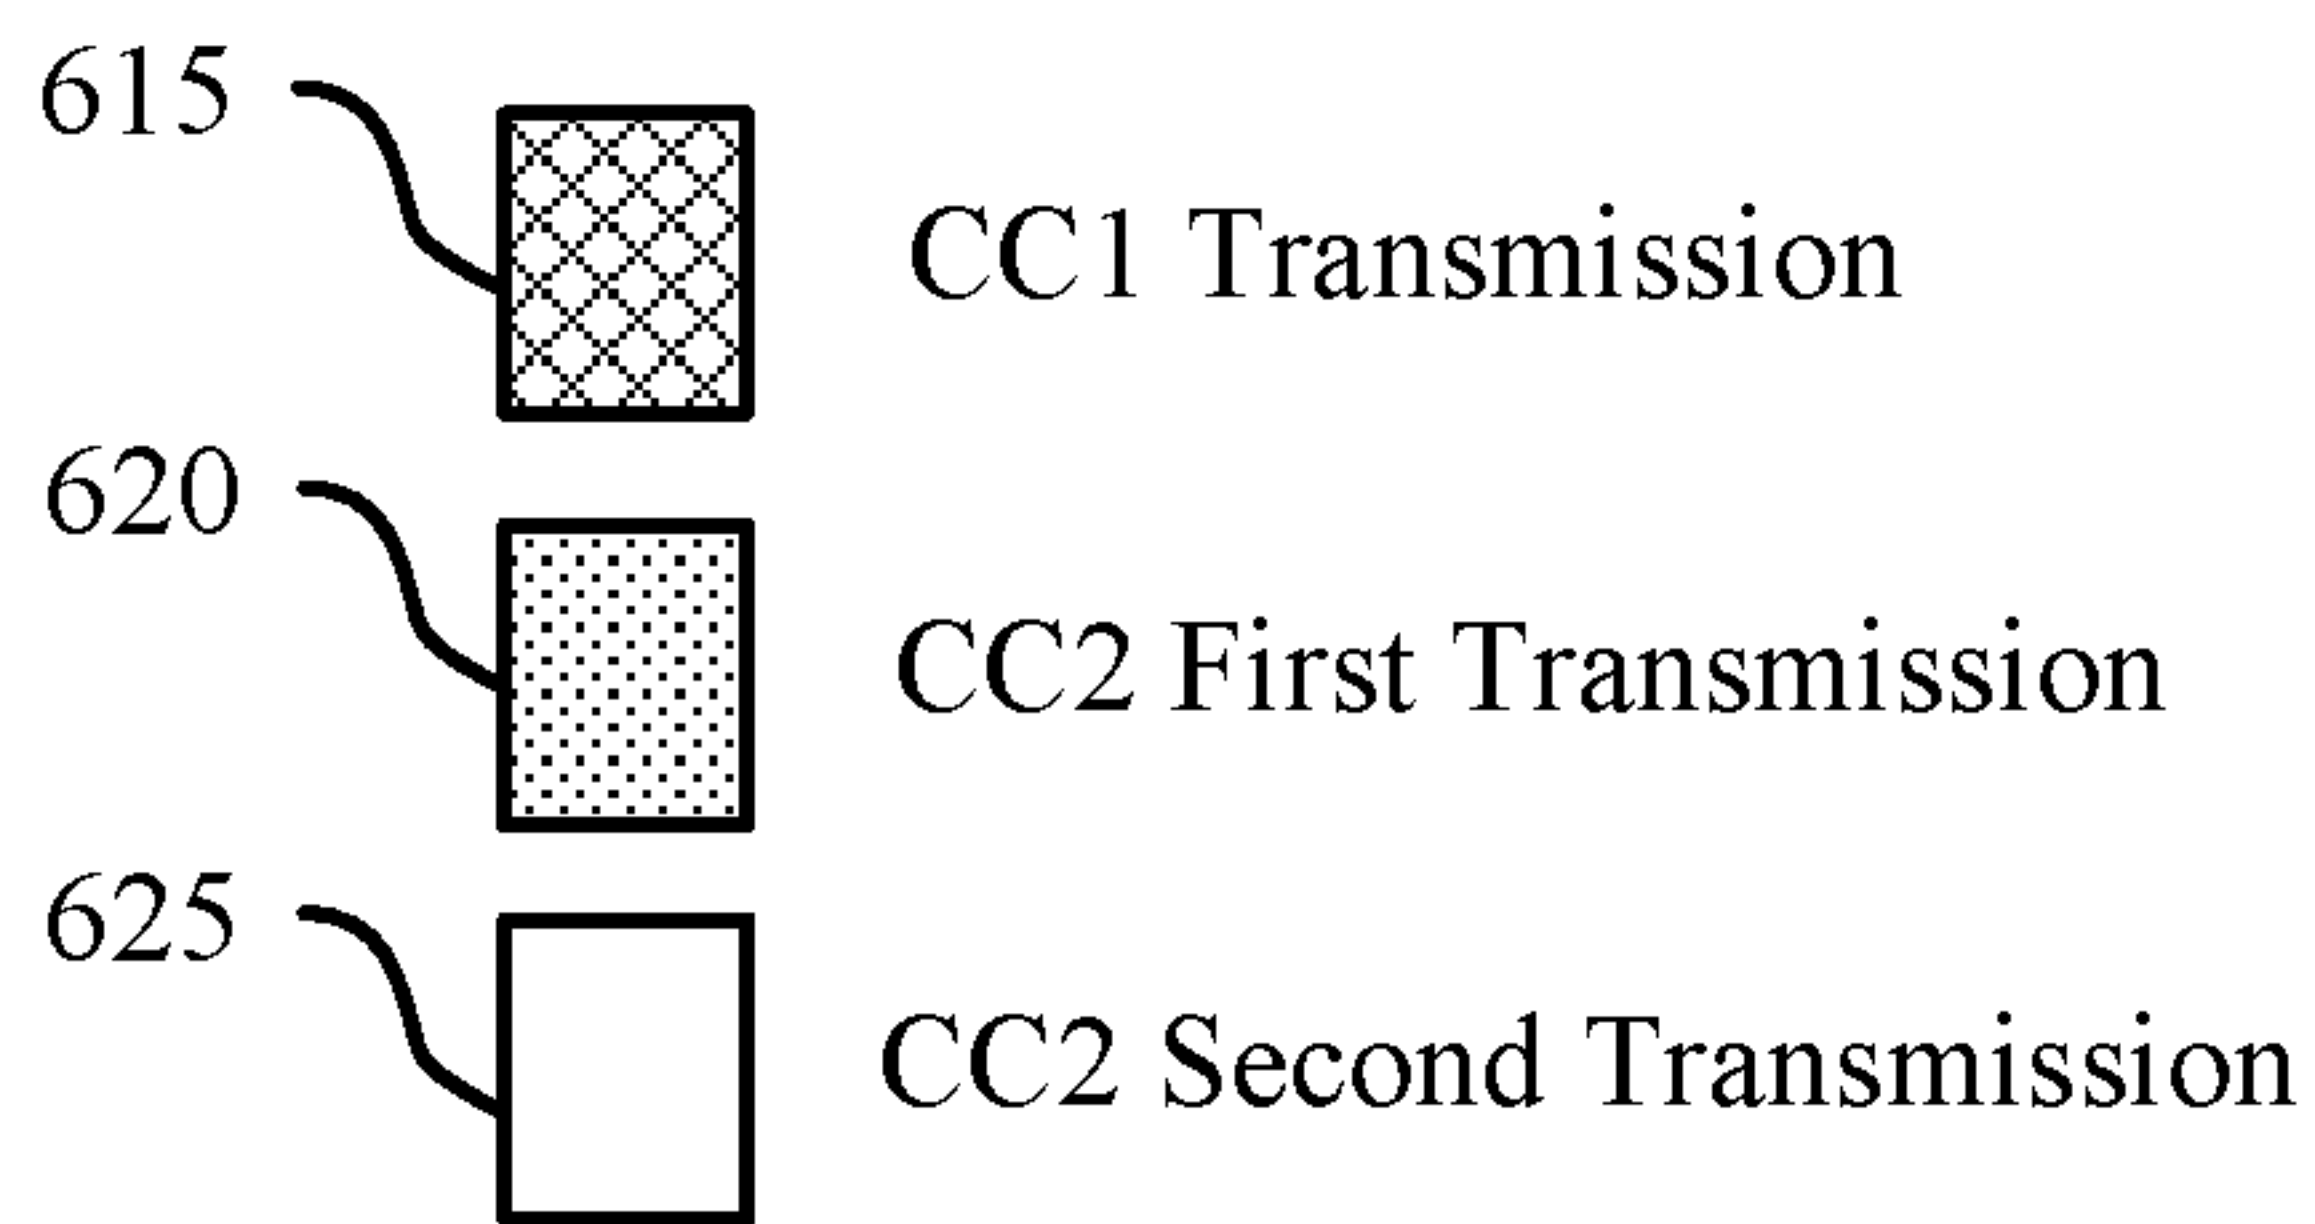 615
CC1 Transmission
620
CC2 First Transmission
625
CC2 Second Transmission